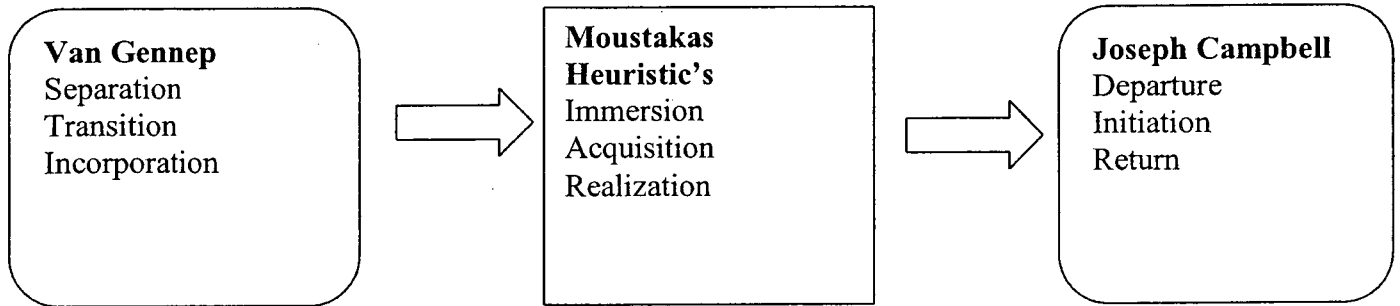 Van Gennep
Separation
Transition
Incorporation
Moustakas
Heuristic's
Immersion
Acquisition
Realization
Joseph Campbell
Departure
Initiation
Return